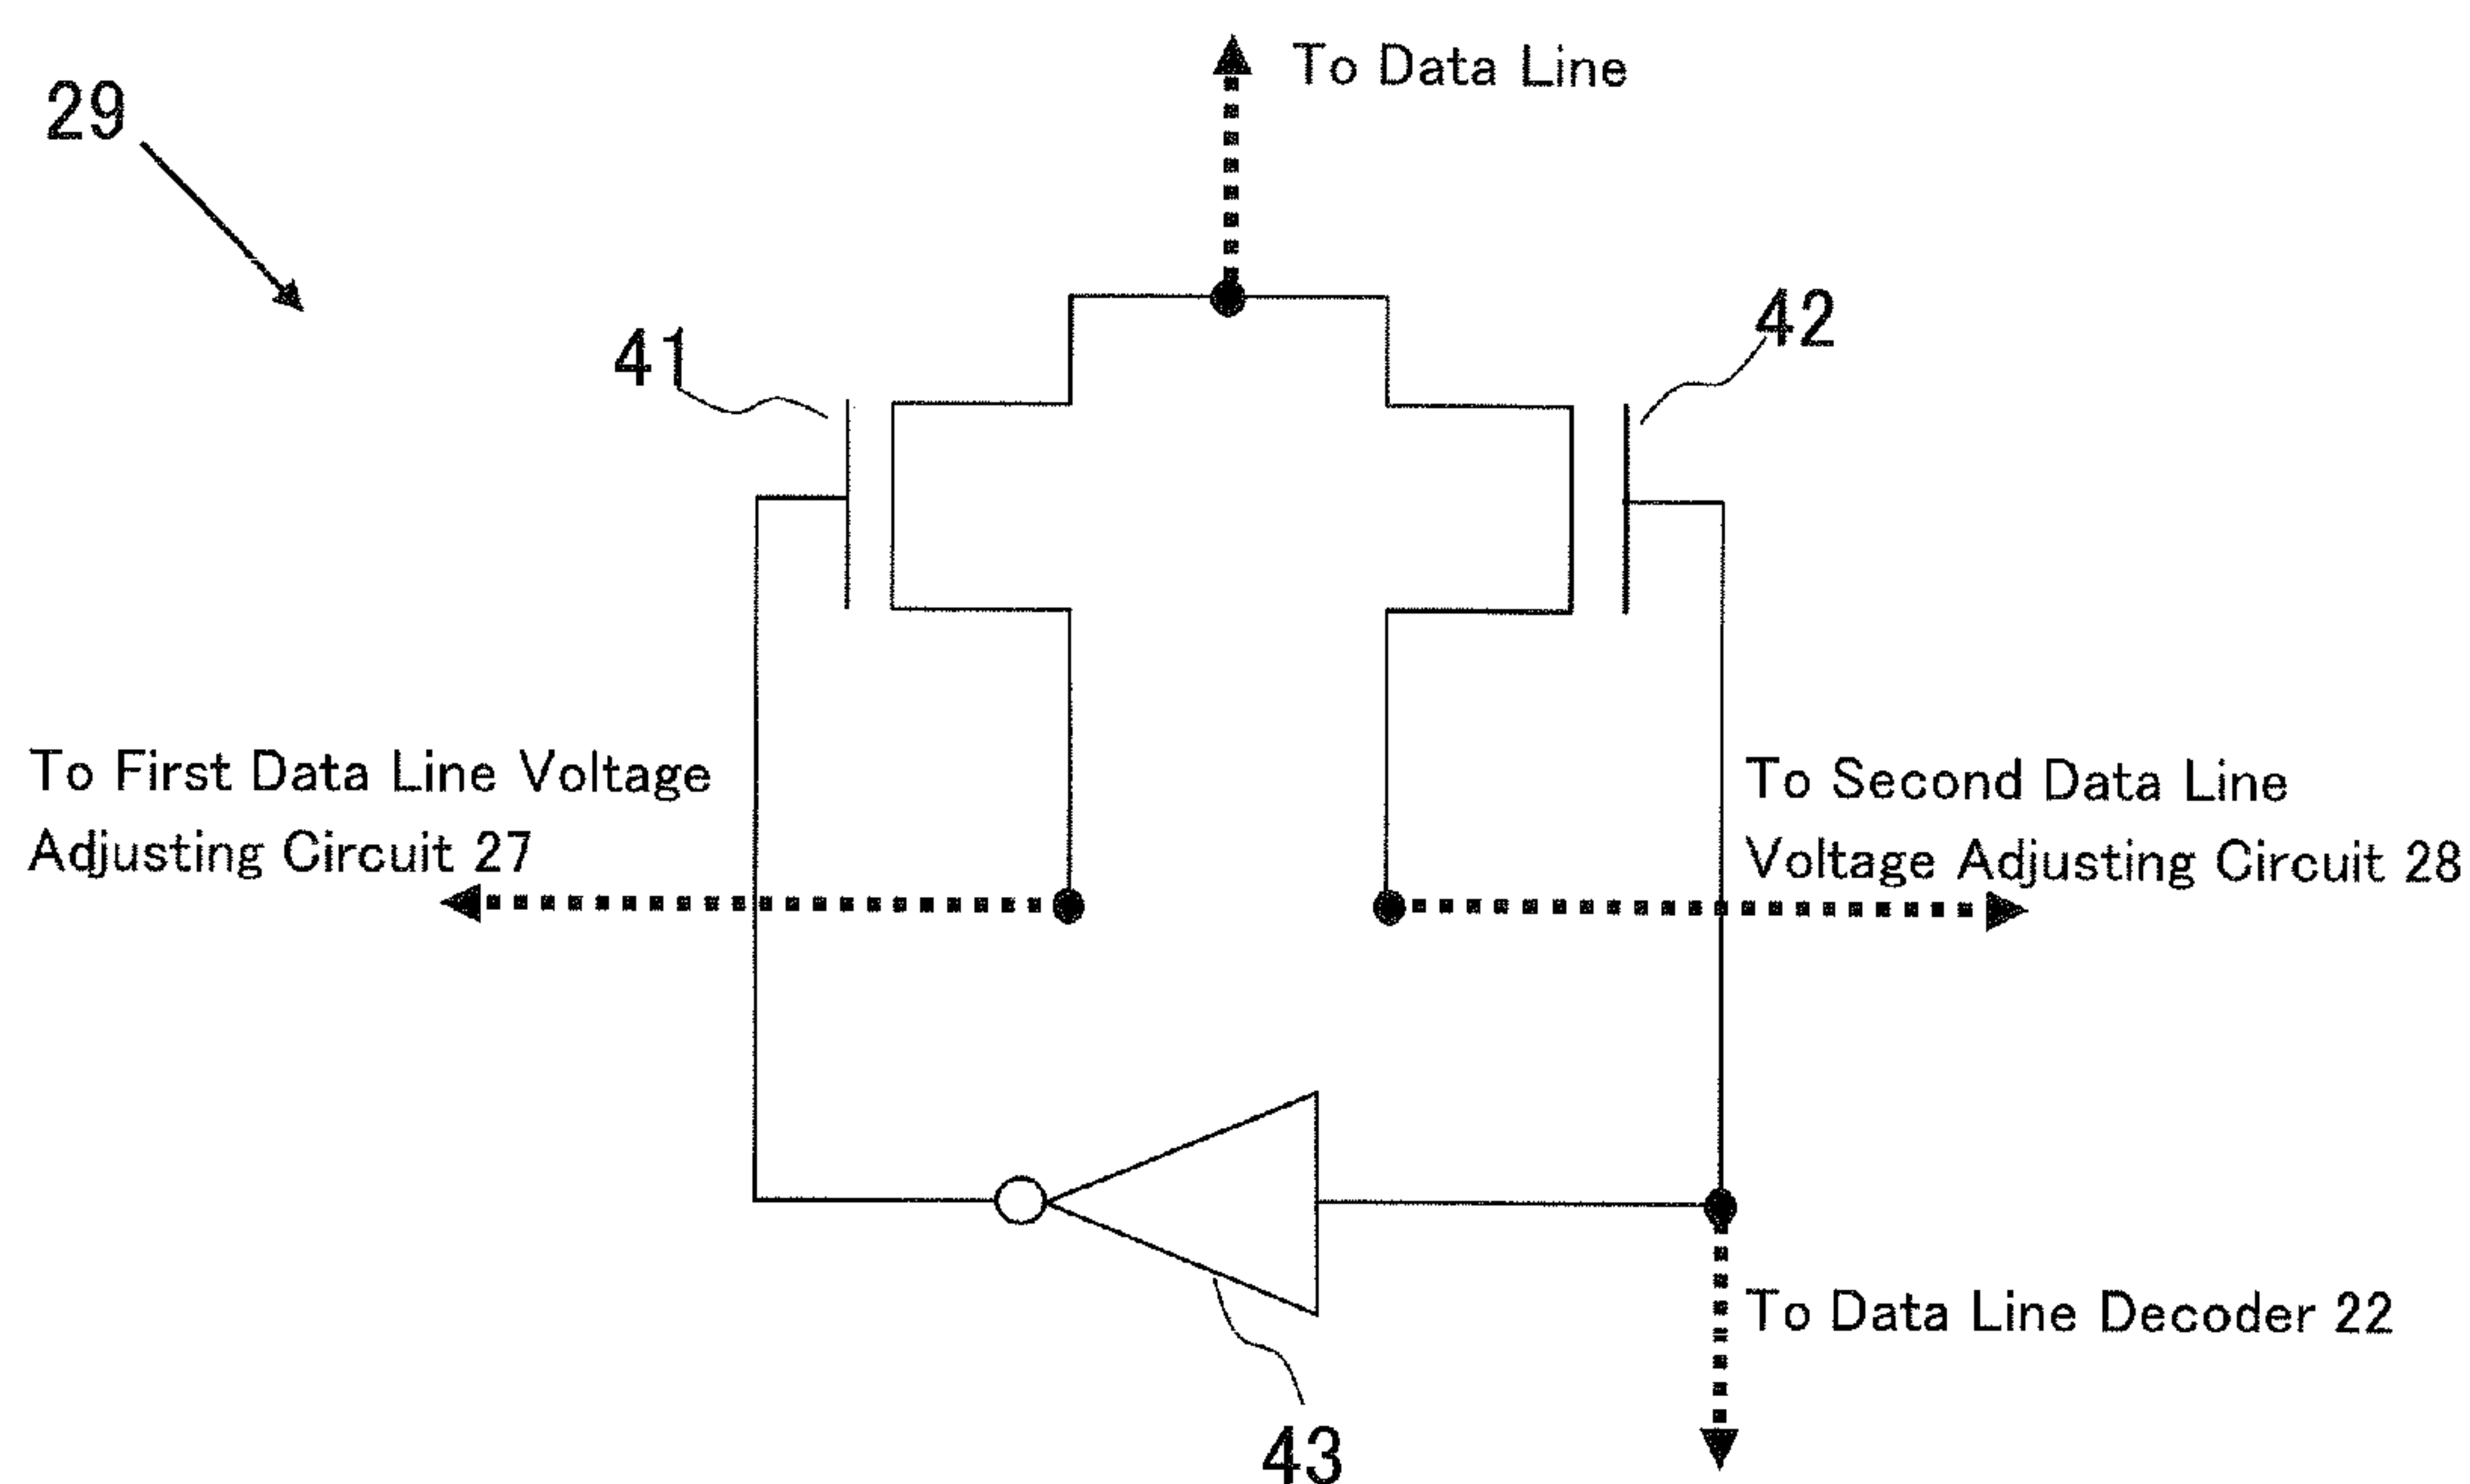 To Data Line
29
41
42
To First Data Line Voltage
Adjusting Circuit 27
To Second Data Line
Voltage Adjusting Circuit 28
To Data Line Decoder 22
43